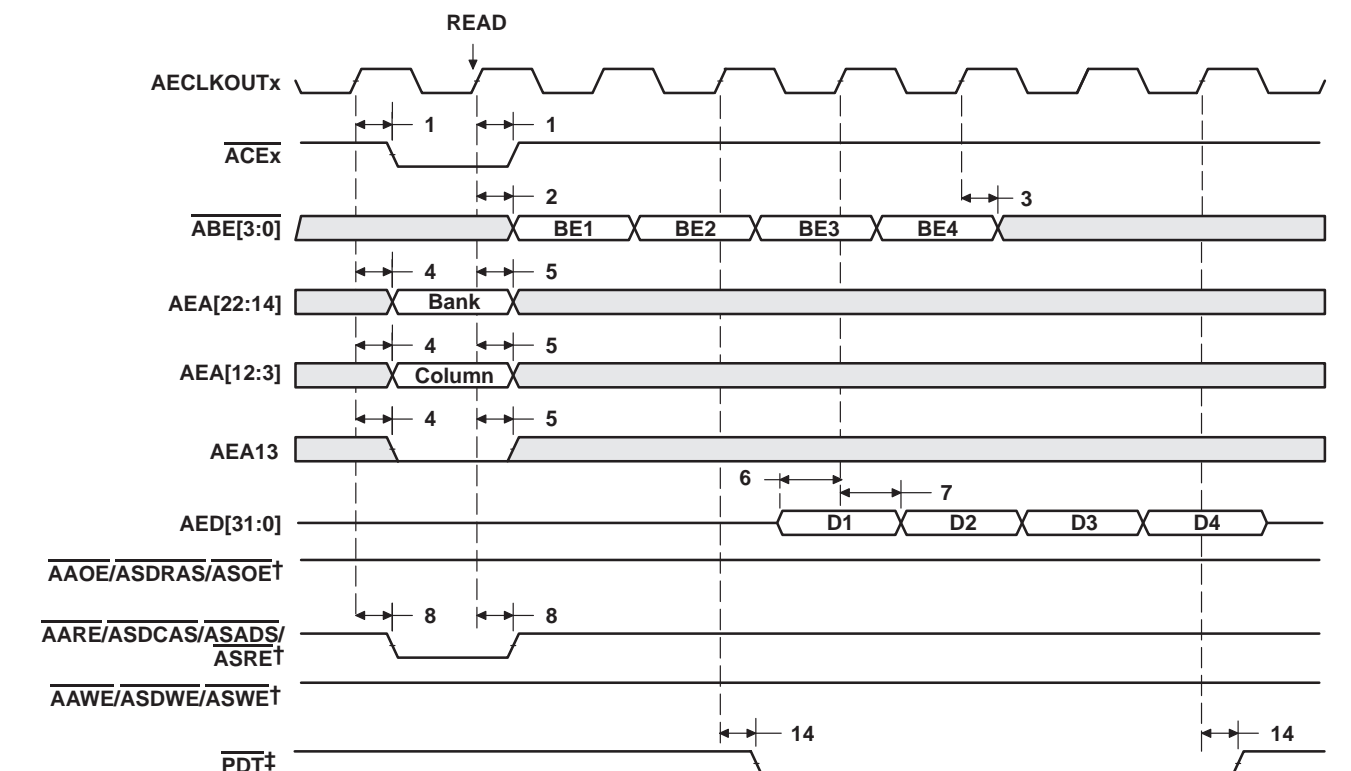 READ
AECLKOUTx
1 1
ACEx
2 3
ABE[3:0] BE1 BE2 BE3 BE4
4 5
AEA[22:14] Bank
4 5
AEA[12:3] Column
4 5
AEA13
6 7
AED[31:0] D1 D2 D3 D4
AAOE/ASDRAS/ASOE†
8 8
AARE/ASDCAS/ASADS/
ASRE†
AAWE/ASDWE/ASWE†
14 14
PDT‡